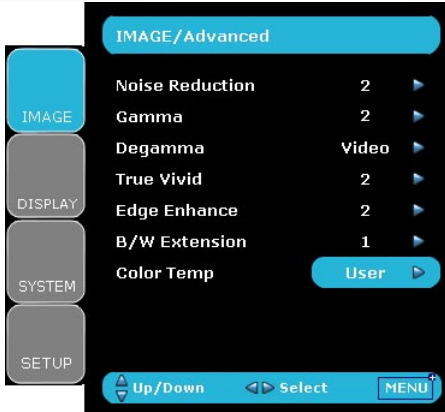 IMAGE/Advanced
IMAGE
DISPLAY
SYSTEM
SETUP
Noise Reduction 2
Gamma 2
Degamma Video
True Vivid 2
Edge Enhance 2
B/W Extension 1
Color Temp User
Up/Down Select MENU